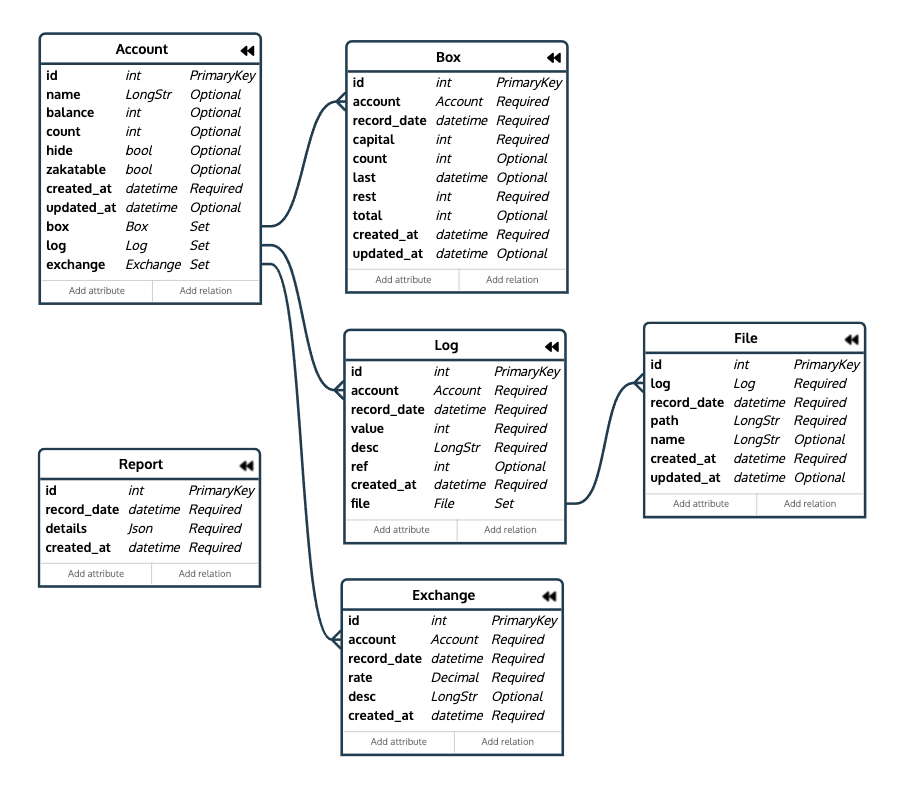 Account
id int PrimaryKey
name LongStr Optional
balance int Optional
count int Optional
hide bool Optional
zakatable bool Optional
created_at datetime Required
updated_at datetime Optional
box Box Set
log Log Set
exchange Exchange Set
Add attribute Add relation
Box
id int PrimaryKey
account Account Required
record_date datetime Required
capital int Required
count int Optional
last datetime Optional
rest int Required
total int Optional
created_at datetime Required
updated_at datetime Optional
Add attribute Add relation
Log
id int PrimaryKey
account Account Required
record_date datetime Required
value int Required
desc LongStr Required
ref int Optional
created_at datetime Required
file File Set
Add attribute Add relation
File
id int PrimaryKey
log Log Required
record_date datetime Required
path LongStr Required
name LongStr Optional
created_at datetime Required
updated_at datetime Optional
Add attribute Add relation
Report
id int PrimaryKey
record_date datetime Required
details Json Required
created_at datetime Required
Add attribute Add relation
Exchange
id int PrimaryKey
account Account Required
record_date datetime Required
rate Decimal Required
desc LongStr Optional
created_at datetime Required
Add attribute Add relation